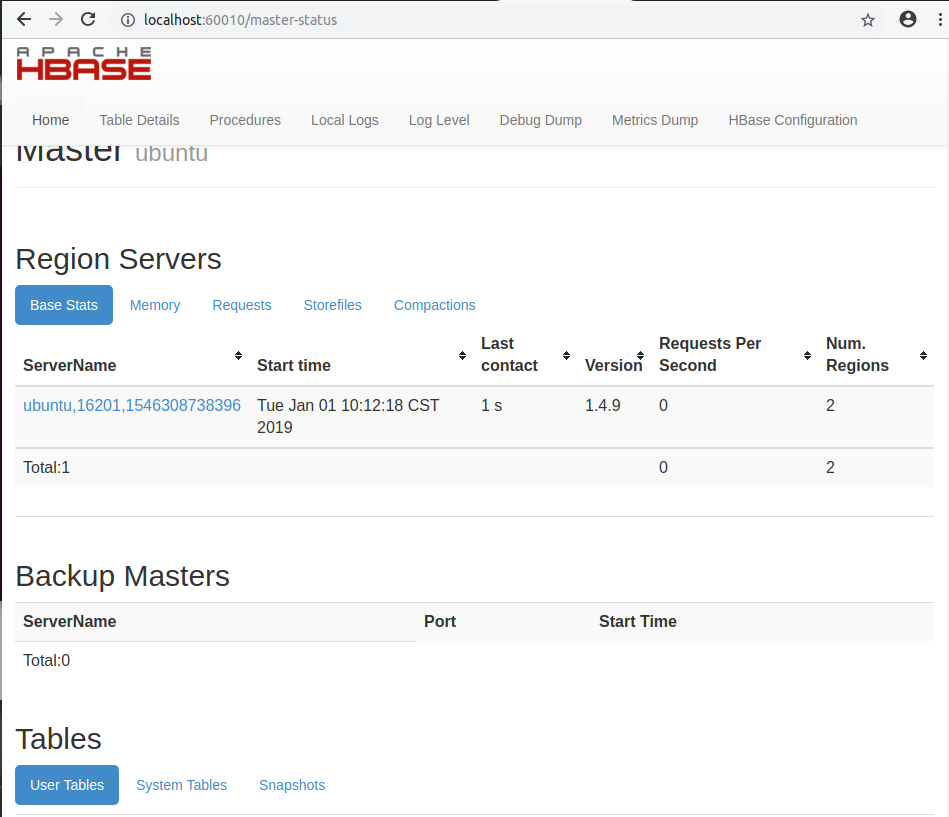 localhost:60010/master-status
APACHE
HBASE
Home Table Details Procedures Local Logs Log Level Debug Dump Metrics Dump HBase Configuration
Master ubuntu
Region Servers
Base Stats Memory Requests Storefiles Compactions
ServerName Start time Last contact Version Requests Per Second Num. Regions
ubuntu,16201,1546308738396 Tue Jan 01 10:12:18 CST 2019 1 s 1.4.9 0 2
Total:1 0 2
Backup Masters
ServerName Port Start Time
Total:0
Tables
User Tables System Tables Snapshots